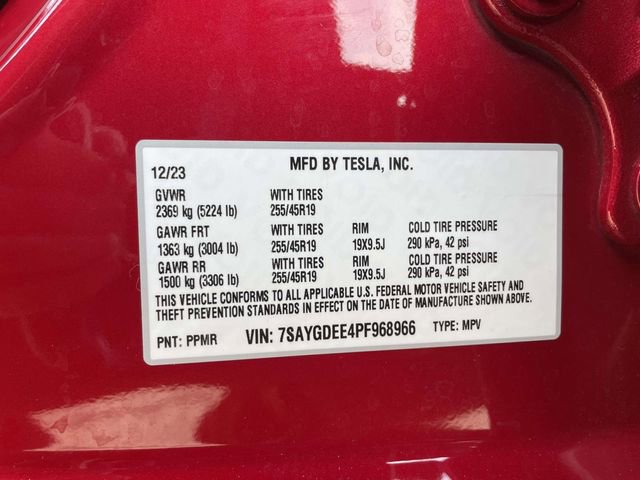 12/23 MFD BY TESLA, INC.
GVWR WITH TIRES
2369 kg (5224 lb) 255/45R19
GAWR FRT WITH TIRES RIM COLD TIRE PRESSURE
1363 kg (3004 lb) 255/45R19 19X9.5J 290 kPa, 42 psi
GAWR RR WITH TIRES RIM COLD TIRE PRESSURE
1500 kg (3306 lb) 255/45R19 19X9.5J 290 kPa, 42 psi
THIS VEHICLE CONFORMS TO ALL APPLICABLE U.S. FEDERAL MOTOR VEHICLE SAFETY AND
THEFT PREVENTION STANDARDS IN EFFECT ON THE DATE OF MANUFACTURE SHOWN ABOVE.
PNT: PPMR VIN: 7SAYGDEE4PF968966 TYPE: MPV